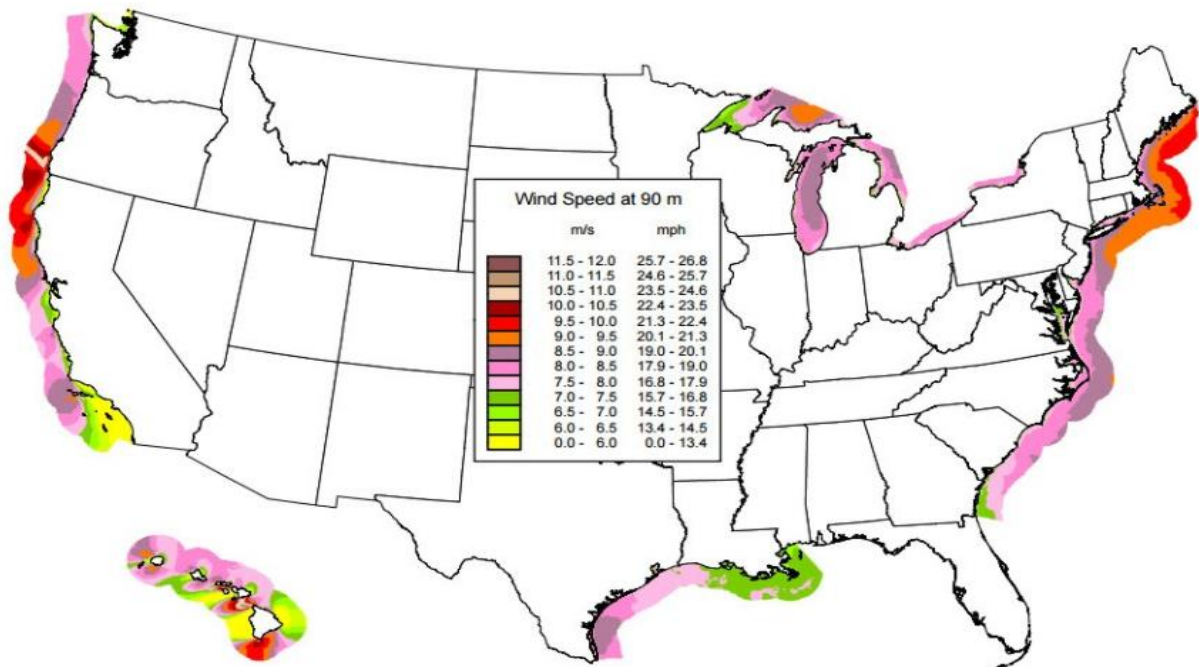 Wind Speed at 90 m
m/s mph
11.5 - 12.0 25.7 - 26.8
11.0 - 11.5 24.6 - 25.7
10.5 - 11.0 23.5 - 24.6
10.0 - 10.5 22.4 - 23.5
9.5 - 10.0 21.3 - 22.4
9.0 - 9.5 20.1 - 21.3
8.5 - 9.0 19.0 - 20.1
8.0 - 8.5 17.9 - 19.0
7.5 - 8.0 16.8 - 17.9
7.0 - 7.5 15.7 - 16.8
6.5 - 7.0 14.5 - 15.7
6.0 - 6.5 13.4 - 14.5
0.0 - 6.0 0.0 - 13.4